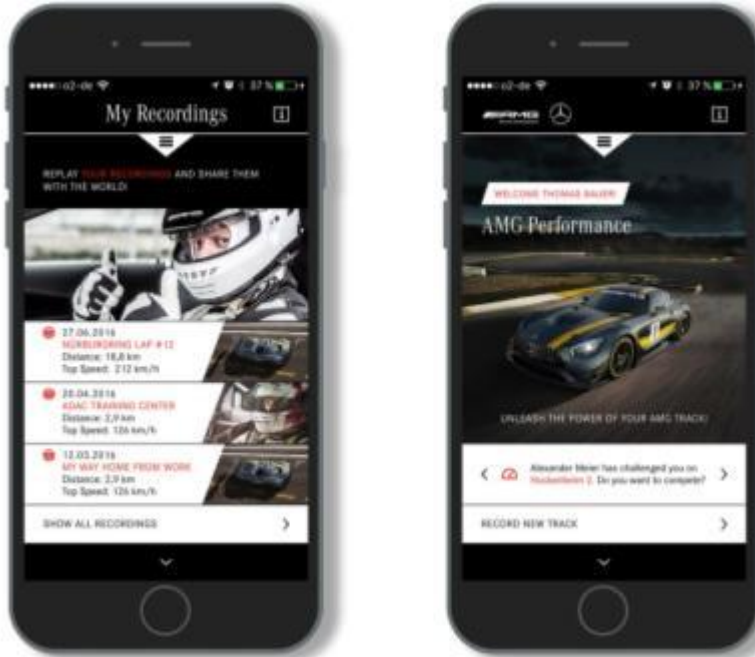 o2-de 37 %
My Recordings
REPLAY YOUR RECORDINGS AND SHARE THEM
WITH THE WORLD!
27.06.2016
NÜRBURGRING LAP #12
Distance: 18,8 km
Top Speed: 212 km/h
20.04.2016
ADAC TRAINING CENTER
Distance: 2,9 km
Top Speed: 126 km/h
12.03.2016
MY WAY HOME FROM WORK
Distance: 2,9 km
Top Speed: 126 km/h
SHOW ALL RECORDINGS
o2-de 37 %
AMG
WELCOME THOMAS BAUER!
AMG Performance
UNLEASH THE POWER OF YOUR AMG TRACK!
Alexander Meier has challenged you on
Hockenheim 2. Do you want to compete?
RECORD NEW TRACK